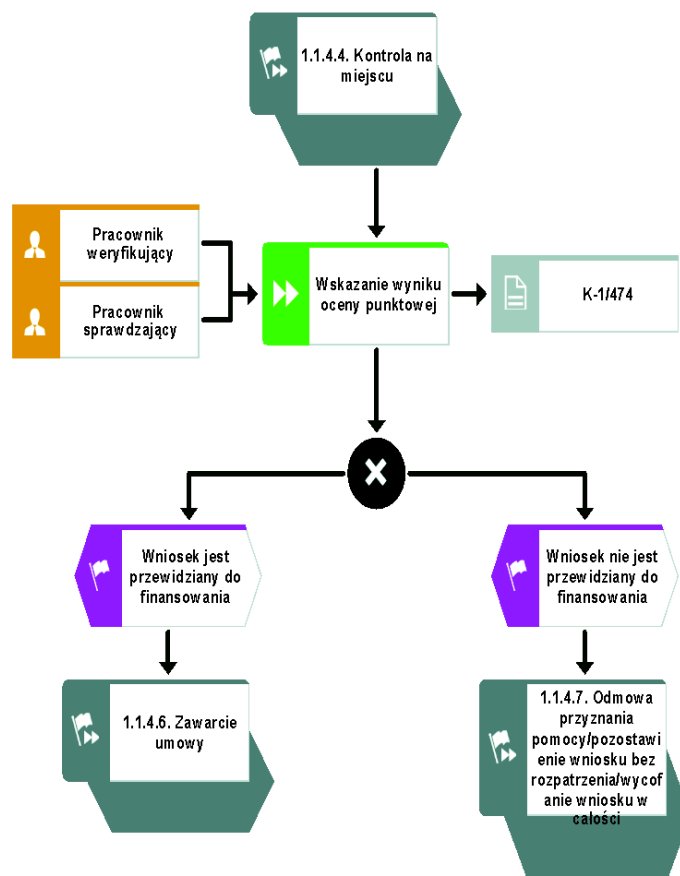 1.1.4.4. Kontrola na
miejscu
Pracownik
weryfikujący
Pracownik
sprawdzający
Wskazanie wyniku
oceny punktowej
K-1/474
Wniosek jest
przewidziany do
finansowania
Wniosek nie jest
przewidziany do
finansowania
1.1.4.6. Zawarcie
umowy
1.1.4.7. Odmowa
przyznania
pomocy/pozostawi
enie wniosku bez
rozpatrzenia/wycof
anie wniosku w
całości